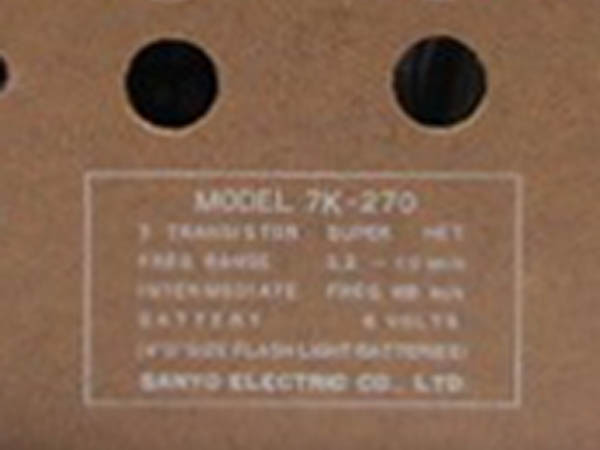 MODEL 7K-270
7 TRANSISTOR SUPER HET
FREQ RANGE
INTERMEDIATE FREQ
BATTERY 6 VOLTS
(4"D"SIZE FLASH LIGHT BATTERIES)
SANYO ELECTRIC CO., LTD